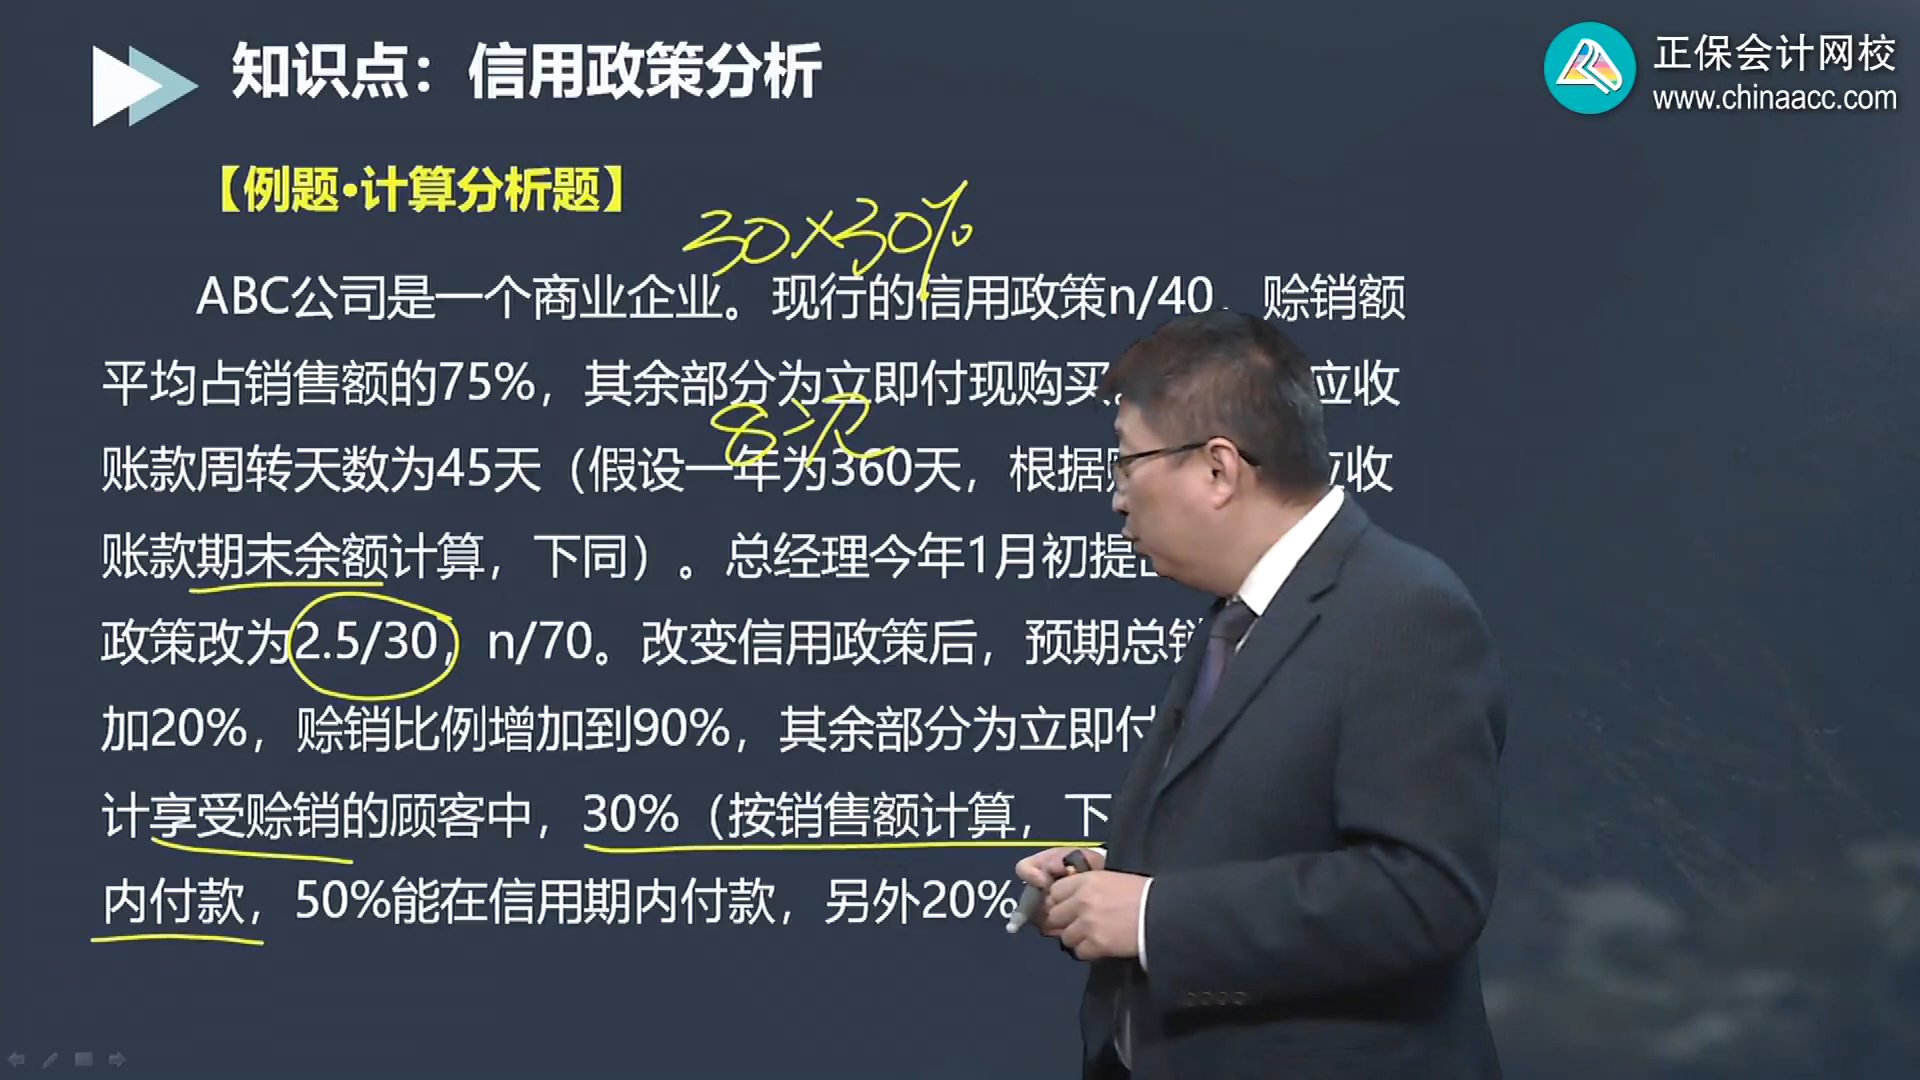 知识点：信用政策分析
正保会计网校
www.chinaacc.com
【例题·计算分析题】
30×30%
ABC公司是一个商业企业。现行的信用政策n/40，赊销额
平均占销售额的75%，其余部分为立即付现购买。应收
8次
账款周转天数为45天（假设一年为360天，根据应收
账款期末余额计算，下同）。总经理今年1月初提
政策改为2.5/30，n/70。改变信用政策后，预期总销
加20%，赊销比例增加到90%，其余部分为立即付
计享受赊销的顾客中，30%（按销售额计算，下
内付款，50%能在信用期内付款，另外20%